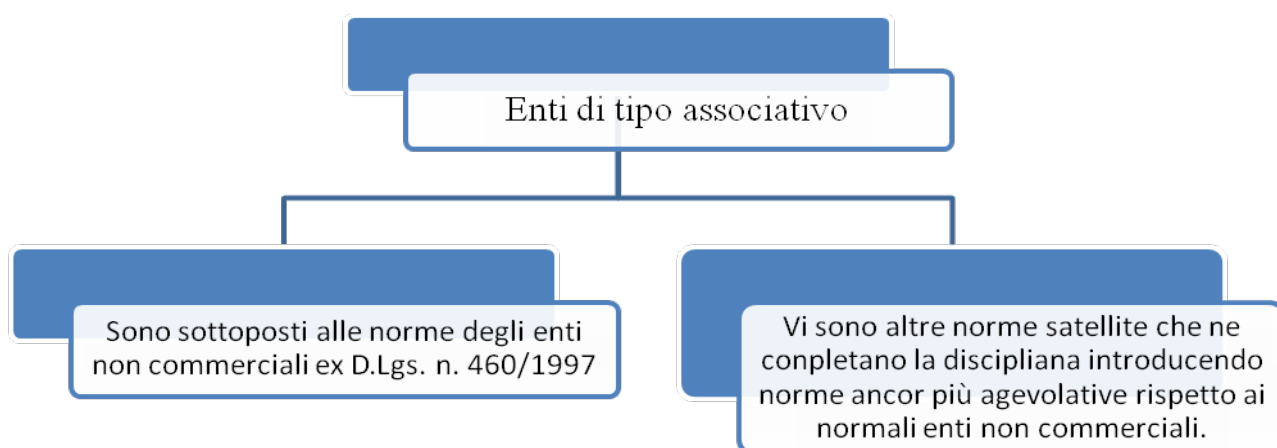 Enti di tipo associativo
Sono sottoposti alle norme degli enti
non commerciali ex D.Lgs. n. 460/1997
Vi sono altre norme satellite che ne
conpletano la discipliana introducendo
norme ancor più agevolative rispetto ai
normali enti non commerciali.